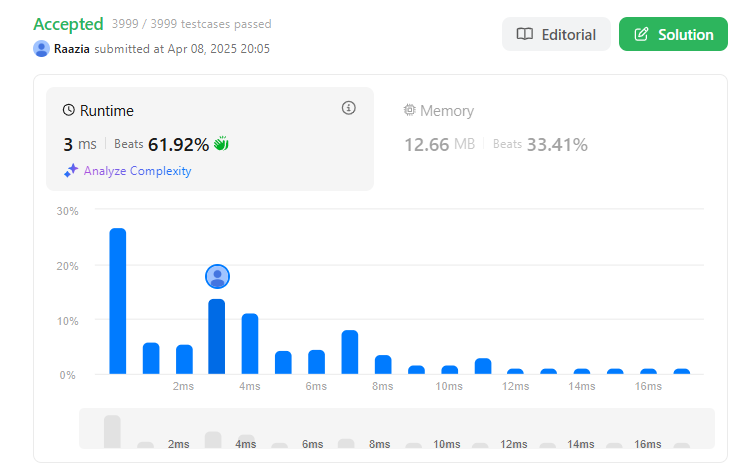 Accepted 3999 / 3999 testcases passed
Raazia submitted at Apr 08, 2025 20:05
Editorial
Solution
Runtime
3 ms Beats 61.92%
Analyze Complexity
Memory
12.66 MB Beats 33.41%
30%
20%
10%
0%
2ms 4ms 6ms 8ms 10ms 12ms 14ms 16ms
2ms 4ms 6ms 8ms 10ms 12ms 14ms 16ms